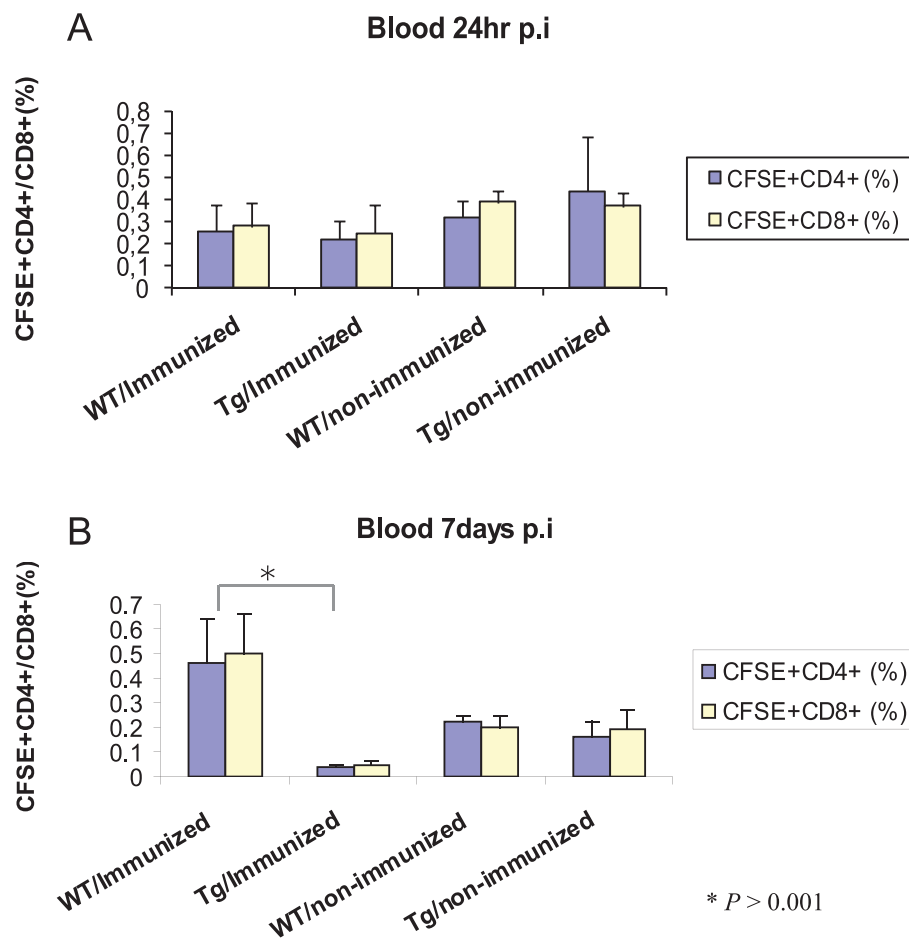 A
Blood 24hr p.i
CFSE+CD4+/CD8+(%)
0,8
0,7
0,6
0,5
0,4
0,3
0,2
0,1
0
WT/Immunized
Tg/Immunized
WT/non-immunized
Tg/non-immunized
CFSE+CD4+ (%)
CFSE+CD8+ (%)
B
Blood 7days p.i
CFSE+CD4+/CD8+(%)
*
0.7
0.6
0.5
0.4
0.3
0.2
0.1
0
WT/Immunized
Tg/Immunized
WT/non-immunized
Tg/non-immunized
CFSE+CD4+ (%)
CFSE+CD8+ (%)
* P > 0.001